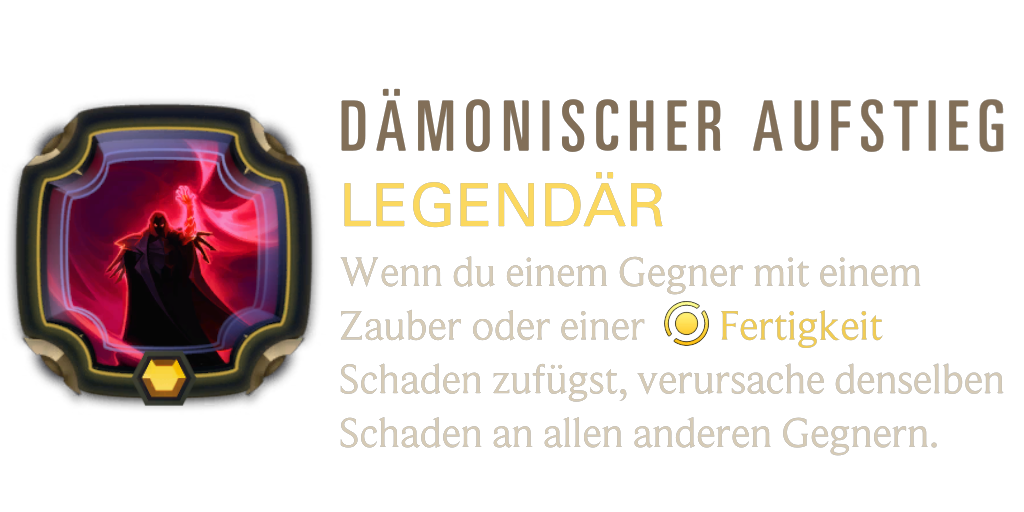 DÄMONISCHER AUFSTIEG
LEGENDÄR
Wenn du einem Gegner mit einem
Zauber oder einer Fertigkeit
Schaden zufügst, verursache denselben
Schaden an allen anderen Gegnern.